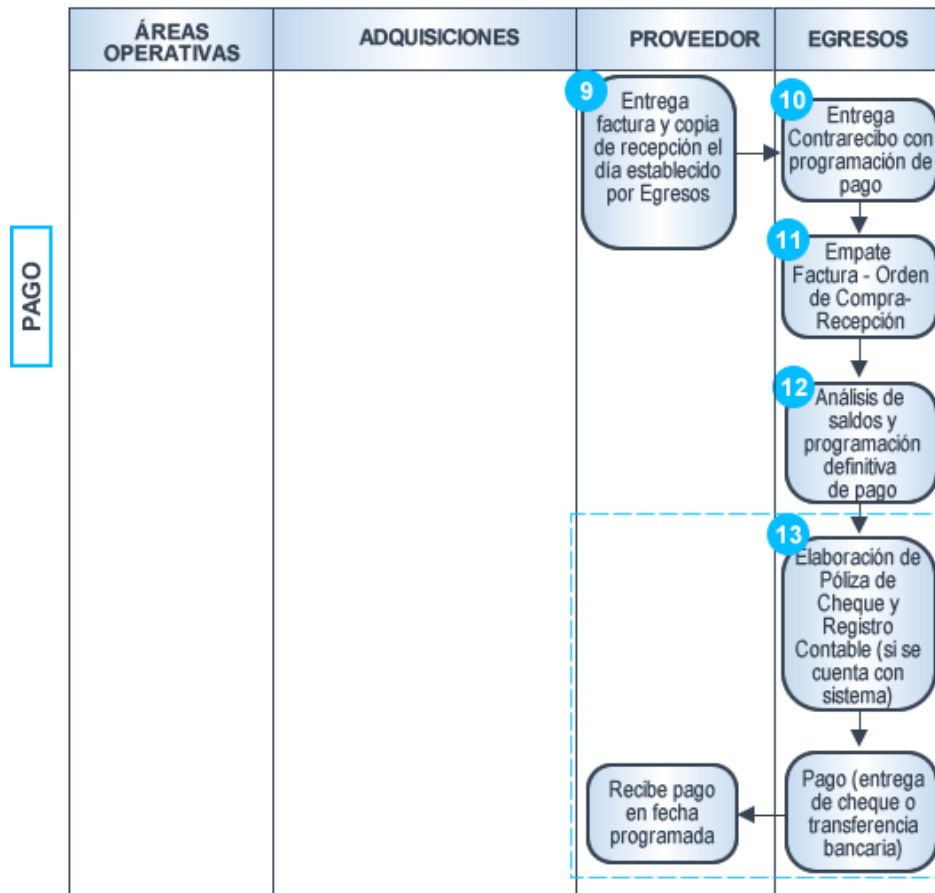 ÁREAS
OPERATIVAS
ADQUISICIONES
PROVEEDOR
EGRESOS
PAGO
9
Entrega
factura y copia
de recepción el
día establecido
por Egresos
10
Entrega
Contrarecibo con
programación de
pago
11
Empate
Factura - Orden
de Compra-
Recepción
12
Análisis de
saldos y
programación
definitiva
de pago
13
Elaboración de
Póliza de
Cheque y
Registro
Contable (si se
cuenta con
sistema)
Pago (entrega
de cheque o
transferencia
bancaria)
Recibe pago
en fecha
programada